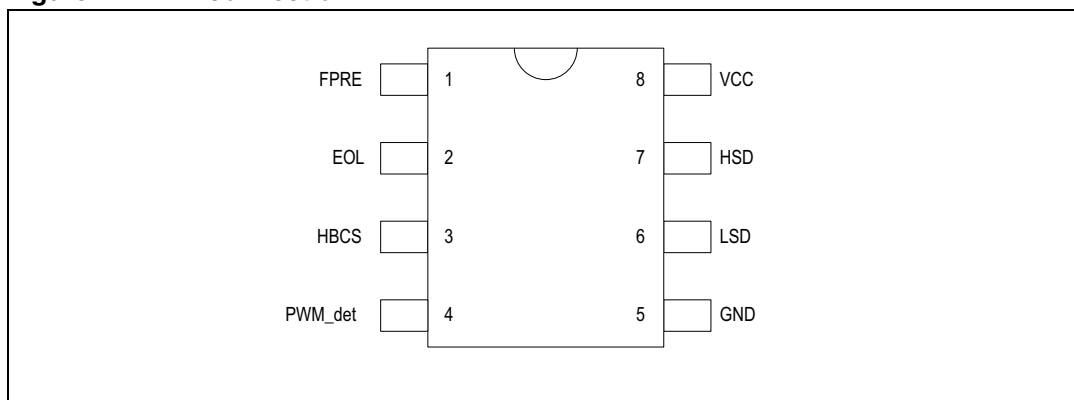 FPRE 1 8 VCC
EOL 2 7 HSD
HBCS 3 6 LSD
PWM_det 4 5 GND